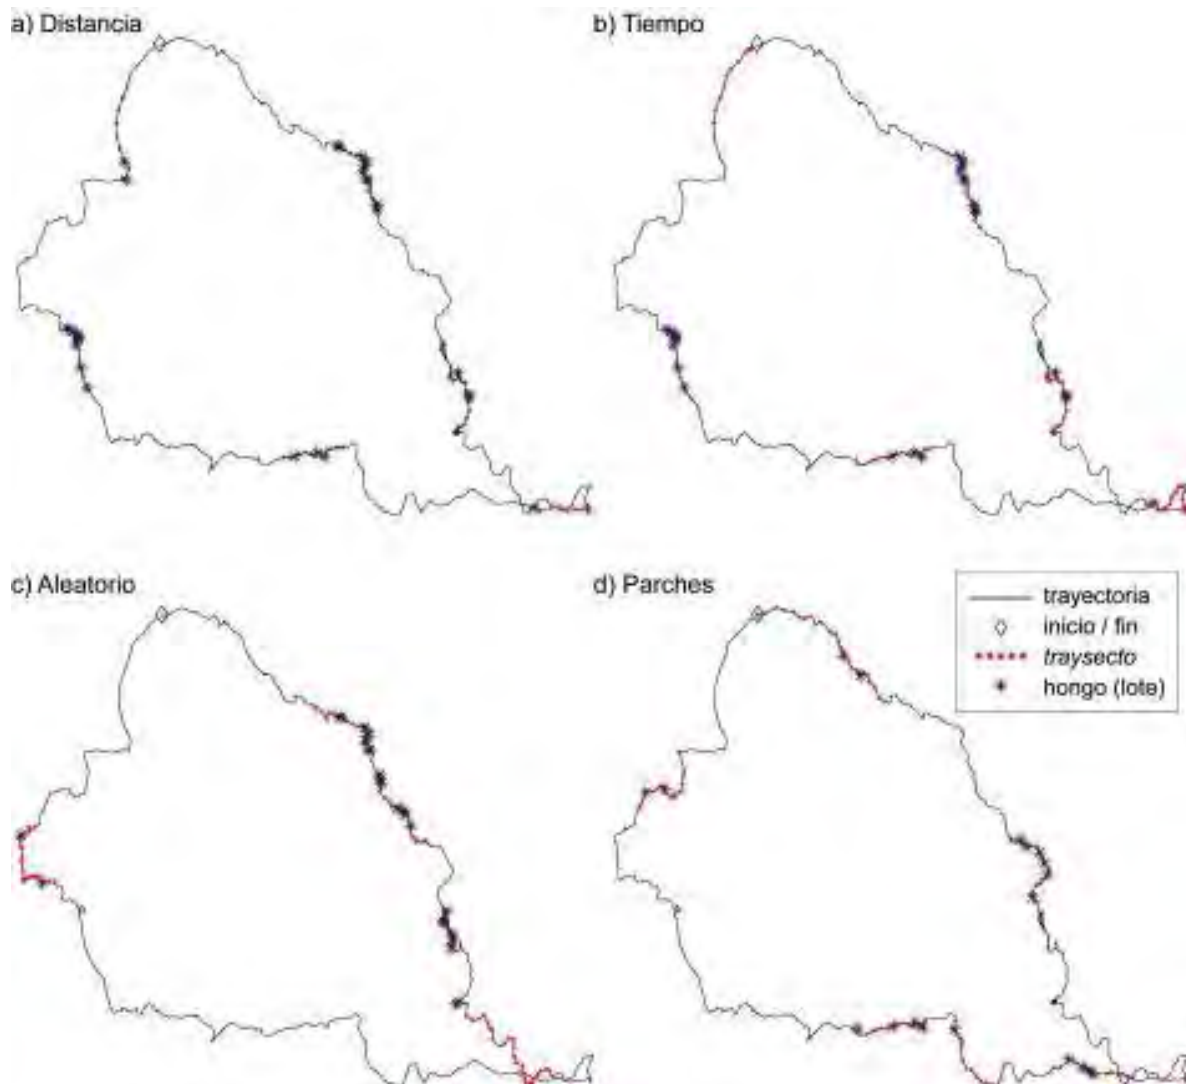 a) Distancia
b) Tiempo
c) Aleatorio
d) Parches
trayectoria
inicio / fin
traysecto
hongo (lote)